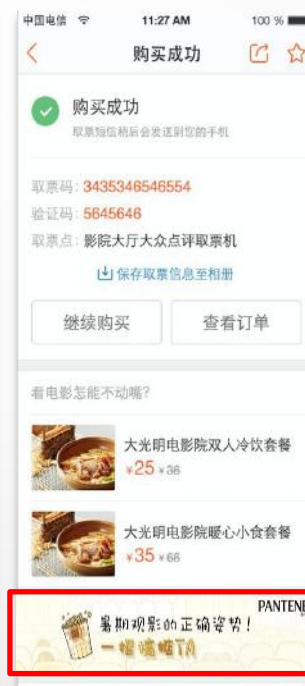 中国电信 11:27 AM 100 %
购买成功
购买成功
取票短信稍后会发送到您的手机
取票码: 3435346546554
验证码: 5645646
取票点: 影院大厅大众点评取票机
保存取票信息至相册
继续购买 查看订单
看电影怎能不动嘴?
大光明电影院双人冷饮套餐
¥25 ¥36
大光明电影院暖心小食套餐
¥35 ¥66
PANTENE
暑期观影的正确姿势!